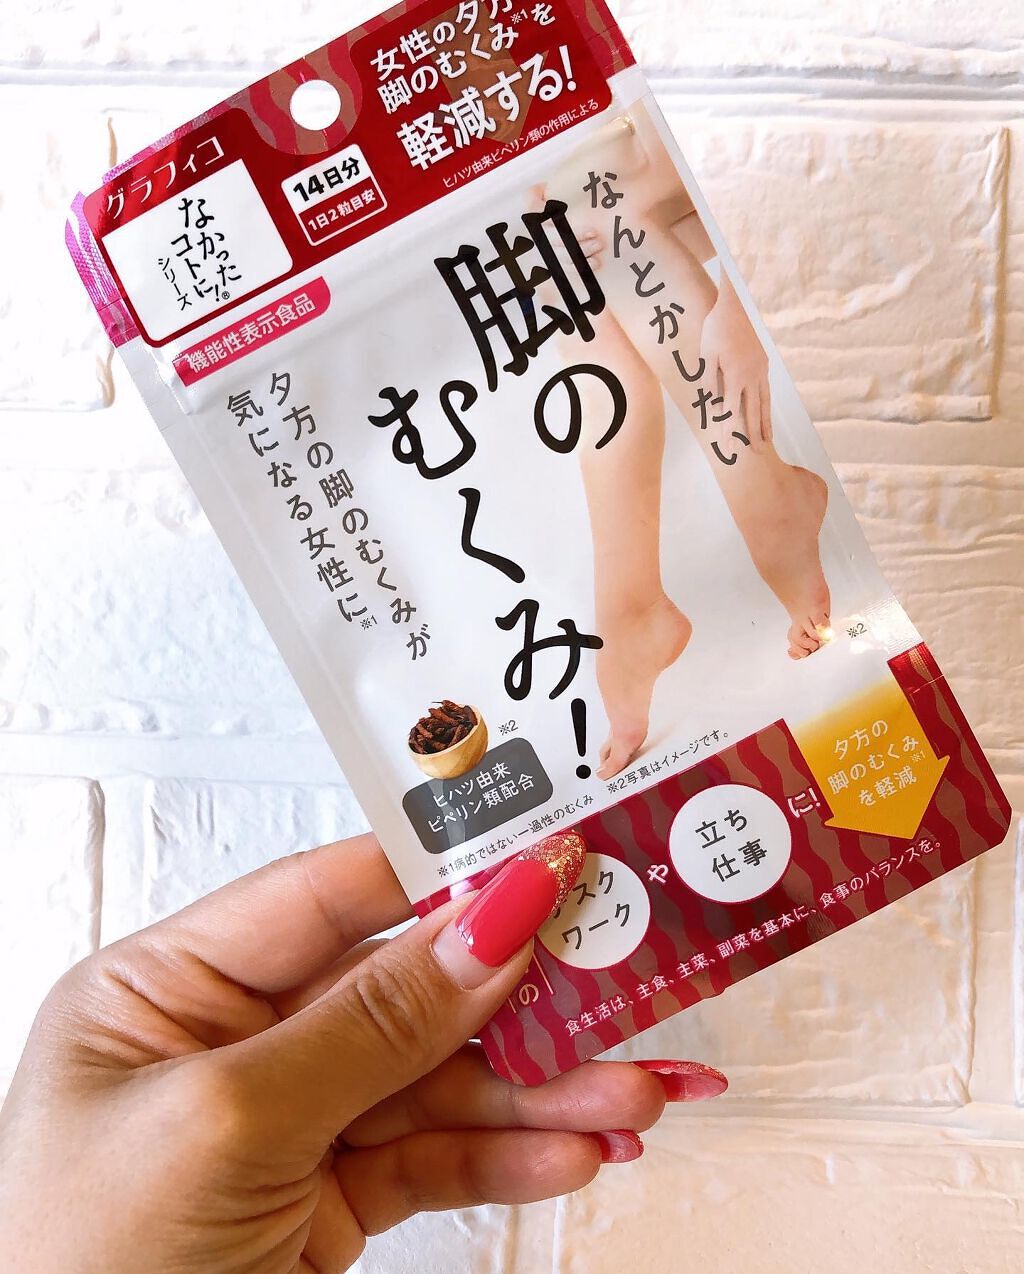 女性の夕方
脚のむくみ※1を
軽減する!
ヒハツ由来ピペリン類の作用による
グラフィコ
なかった
コトに!®
シリーズ
14日分
1日2粒目安
機能性表示食品
なんとかしたい
脚の
むくみ!
夕方の脚のむくみが
気になる女性に※1
※2
ヒハツ由来
ピペリン類配合
※2
※2写真はイメージです。
※1病的ではない一過性のむくみ
の
スク
ワーク
や
立ち
仕事
に!
夕方の
脚のむくみ※1
を軽減
食生活は、主食、主菜、副菜を基本に、食事のバランスを。